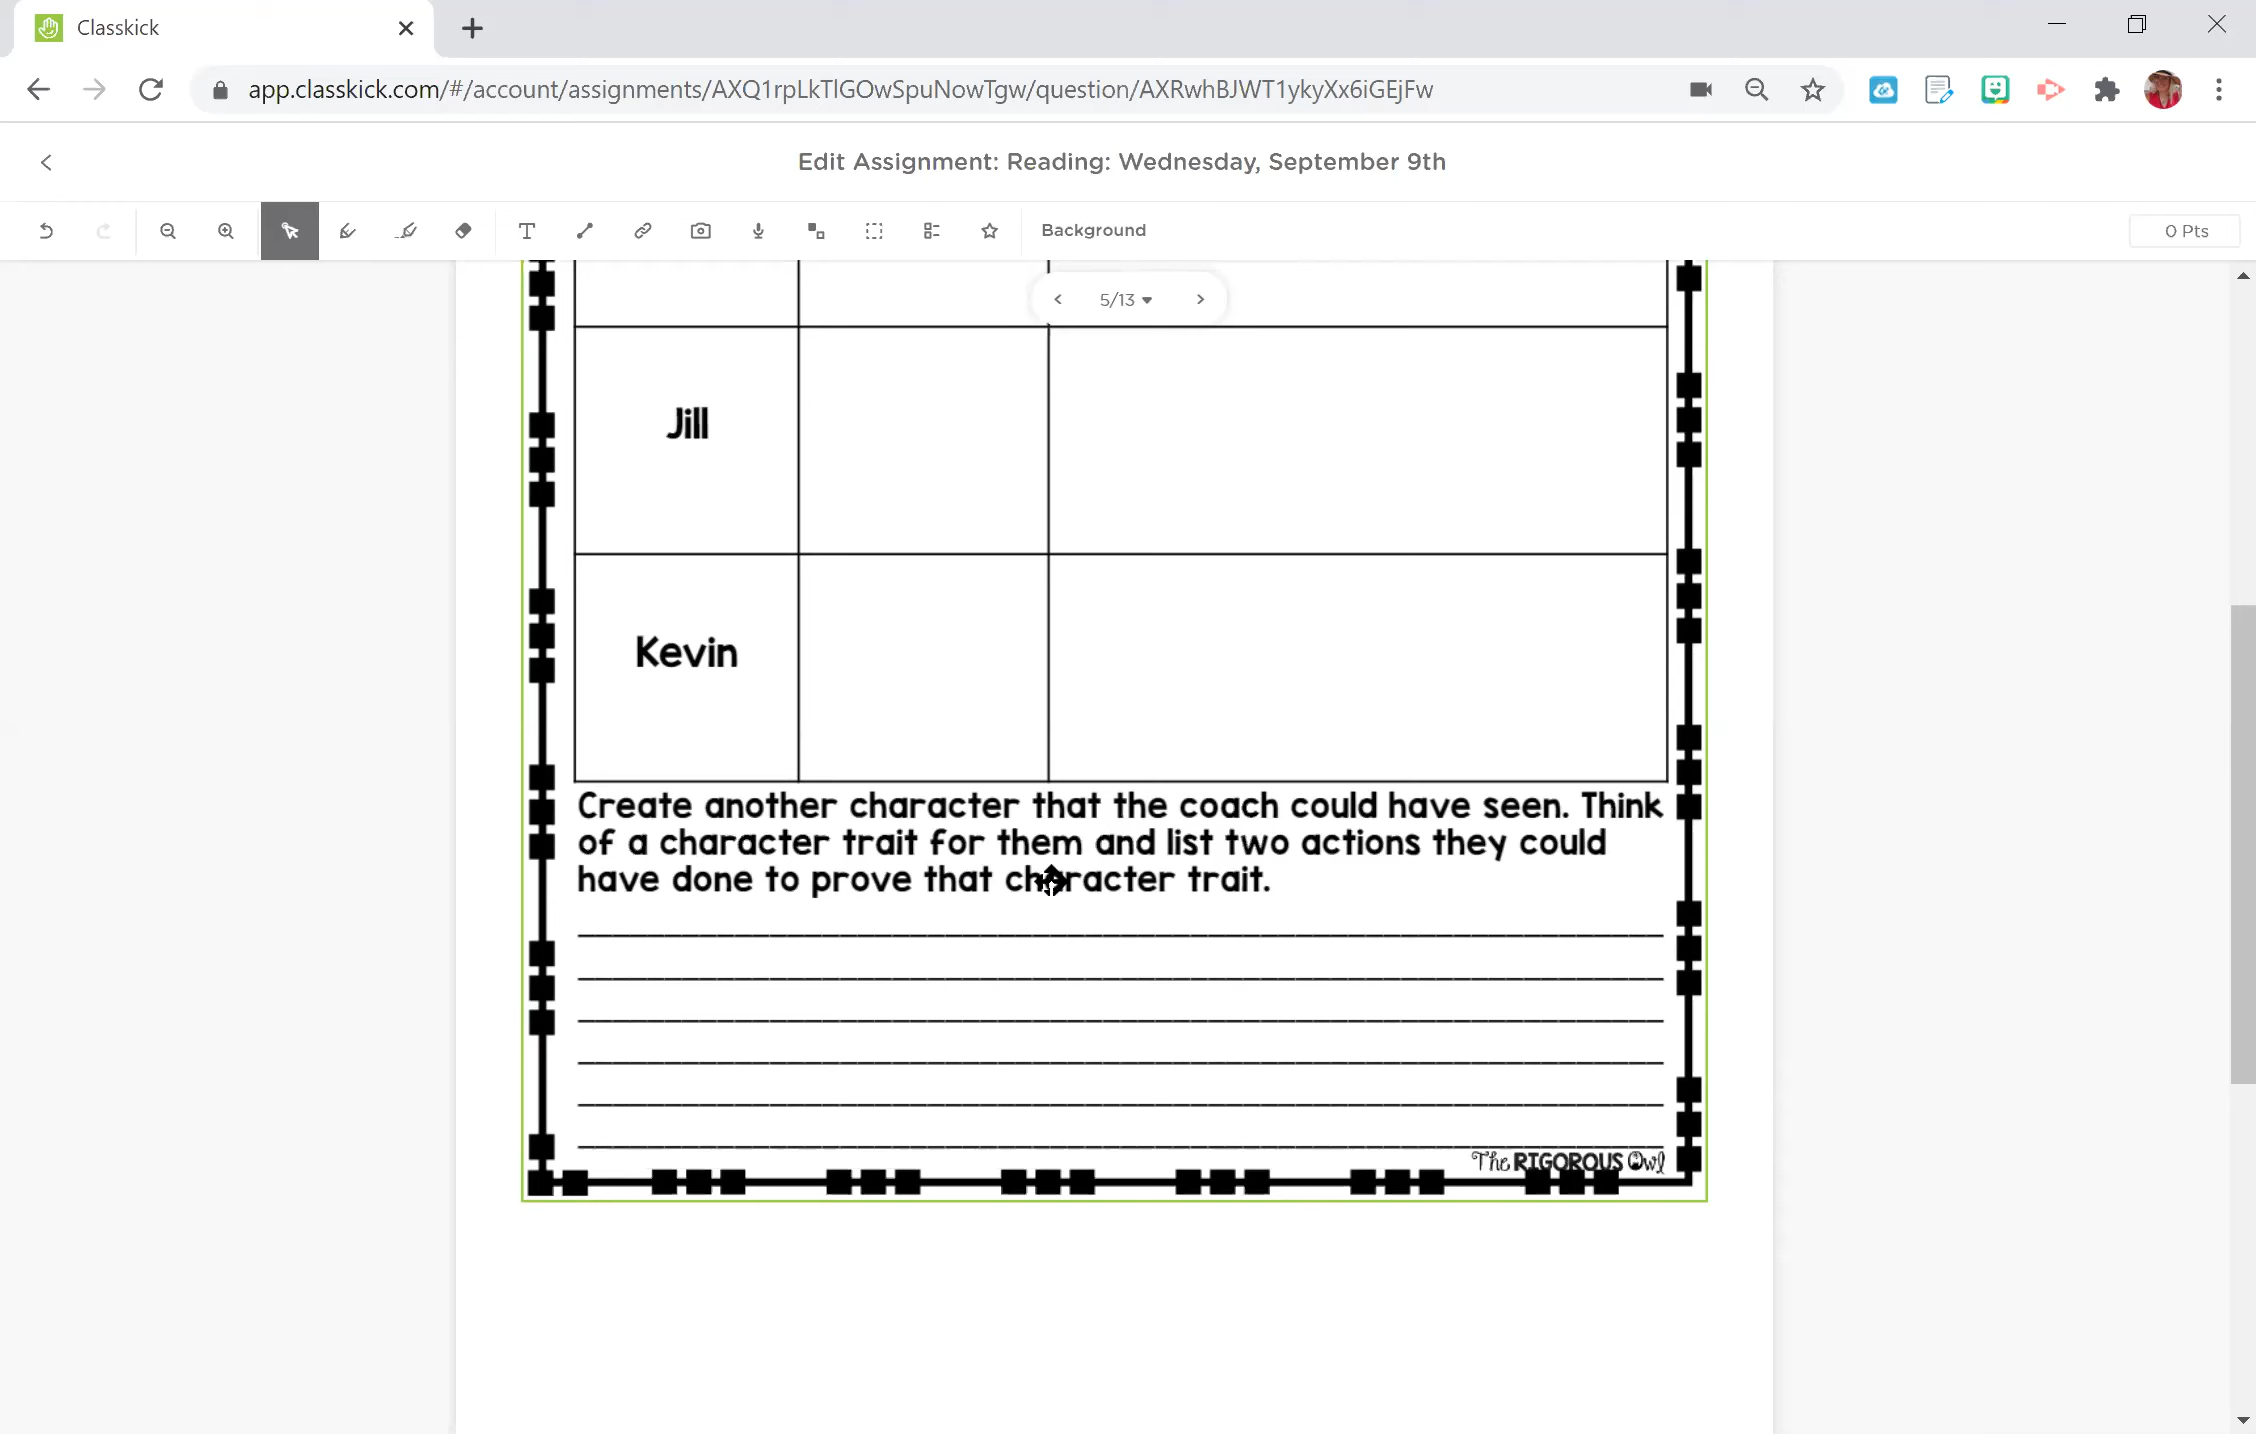 Classkick
app.classkick.com/#/account/assignments/AXQ1rpLkTlGOwSpuNowTgw/question/AXRwhBJWT1ykyXx6iGEjFw
Edit Assignment: Reading: Wednesday, September 9th
Background
0 Pts
5/13
Jill
Kevin
Create another character that the coach could have seen. Think
of a character trait for them and list two actions they could
have done to prove that character trait.
The RIGOROUS Owl